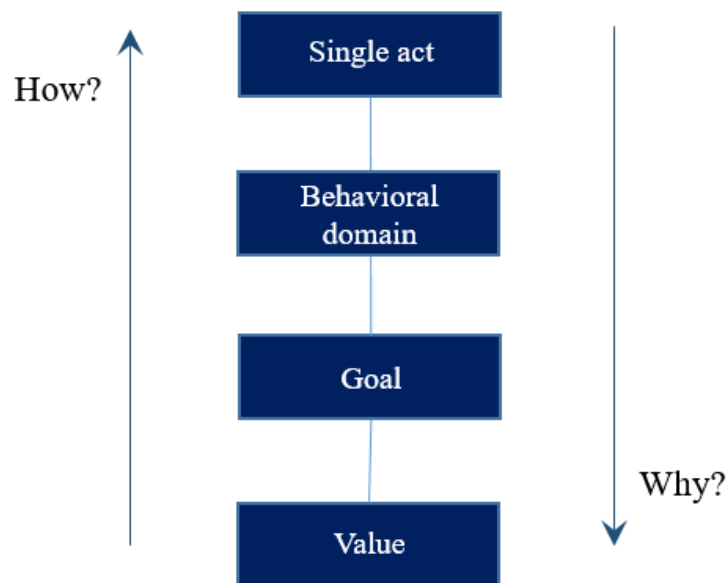 Single act
How?
Behavioral
domain
Goal
Why?
Value